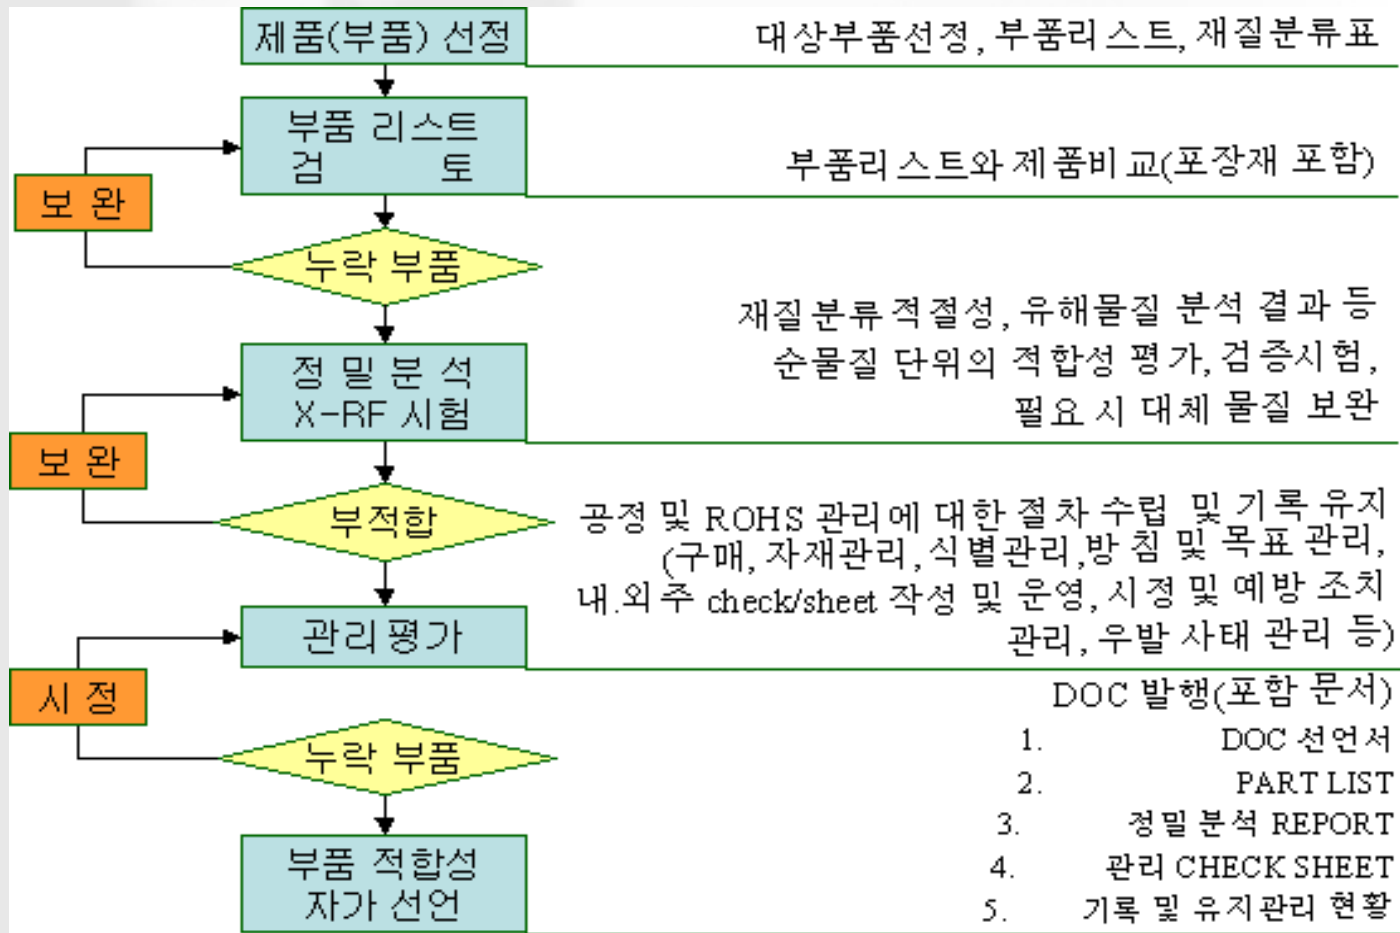 제품(부품) 선정
대상부품선정, 부품리스트, 재질분류표
부품 리스트
검 토
부품리스트와 제품비교(포장재 포함)
보 완
누락 부품
재질분류적절성, 유해물질 분석 결과 등
순물질 단위의 적합성 평가, 검증시험,
필요 시 대체 물질 보완
정 밀 분 석
X-RF 시험
보 완
부적합
공정 및 ROHS 관리에 대한 절차 수립 및 기록 유지
(구매, 자재관리, 식별관리,방 침 및 목표 관리,
내.외주 check/sheet 작성 및 운영, 시정 및 예방 조치
관리, 우발 사태 관리 등)
관리평가
시 정
누락 부품
DOC 발행(포함 문서)
1. DOC 선언서
2. PART LIST
3. 정밀 분석 REPORT
4. 관리 CHECK SHEET
5. 기록 및 유지관리 현황
부품 적합성
자가 선언